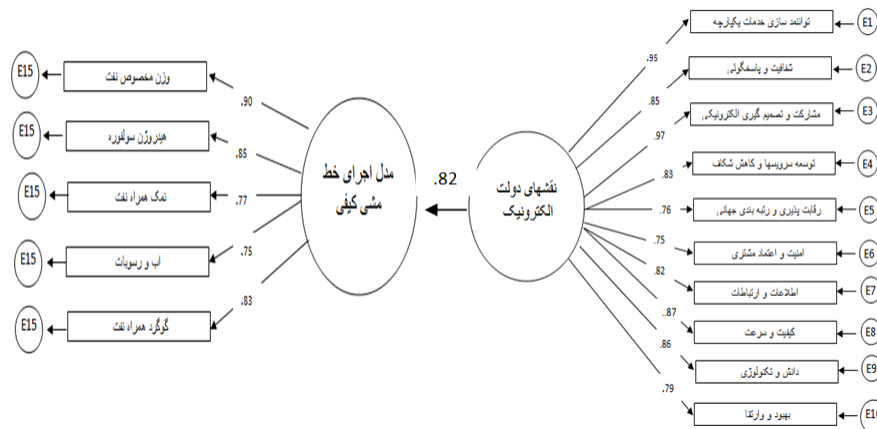 توانتمد سازی خدمات یکپارچه
E1
شفافیت و پاسخگوئی
E2
مشارکت و تصمیم گیری الکترونیکی
E3
توسعه سرویسها و کاهش شکاف
E4
رقابت پذیری و رتبه بندی جهانی
E5
امنیت و اعتماد مشتری
E6
اطلاعات و ارتباطات
E7
کیفیت و سرعت
E8
دانش و تکنولوژی
E9
بهبود و وارتقا
E10
.95
.85
.97
.83
.76
.75
.82
.87
.86
.79
نقشهای دولت
الکترونیک
.82
مدل اجرای خط
مشی کیفی
.90
.85
.77
.75
.83
وزن مخصوص نفت
E15
هیدروژن سولفوره
E15
نمک همراه نفت
E15
اب و رسوبات
E15
گوگرد همراه نفت
E15